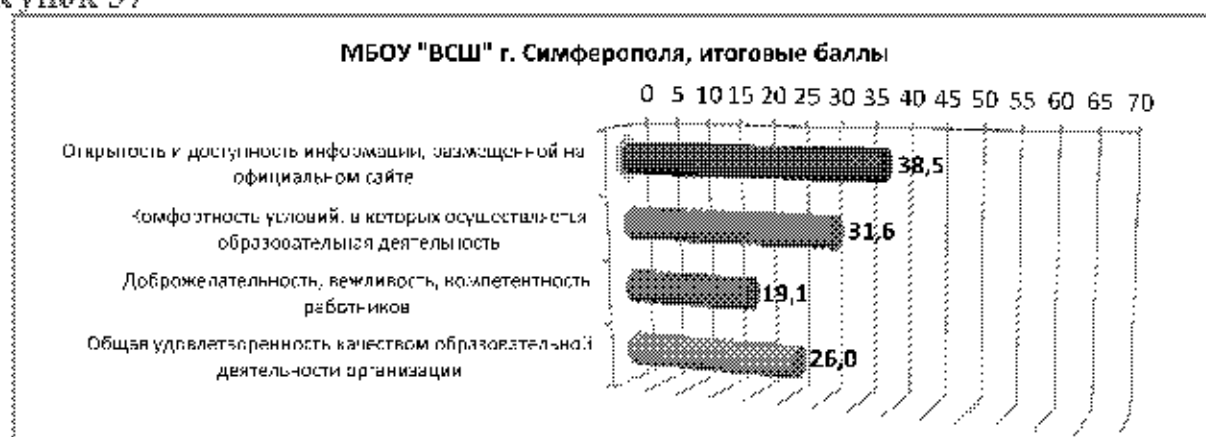 МБОУ "ВСШ" г. Симферополя, итоговые баллы
0 5 10 15 20 25 30 35 40 45 50 55 60 65 70
Открытость и доступность информации, размещенной на
официальном сайте
38,5
Комфортность условий, в которых осуществляется
образовательная деятельность
31,6
Доброжелательность, вежливость, компетентность
работников
19,1
Общая удовлетворенность качеством образовательной
деятельности организации
26,0